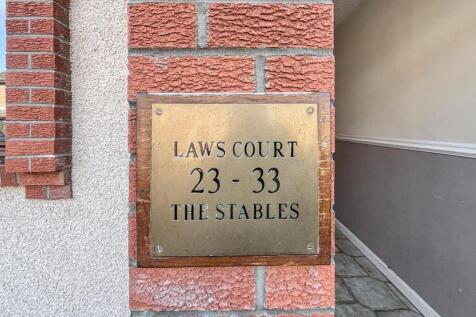 LAWS COURT
23 - 33
THE STABLES